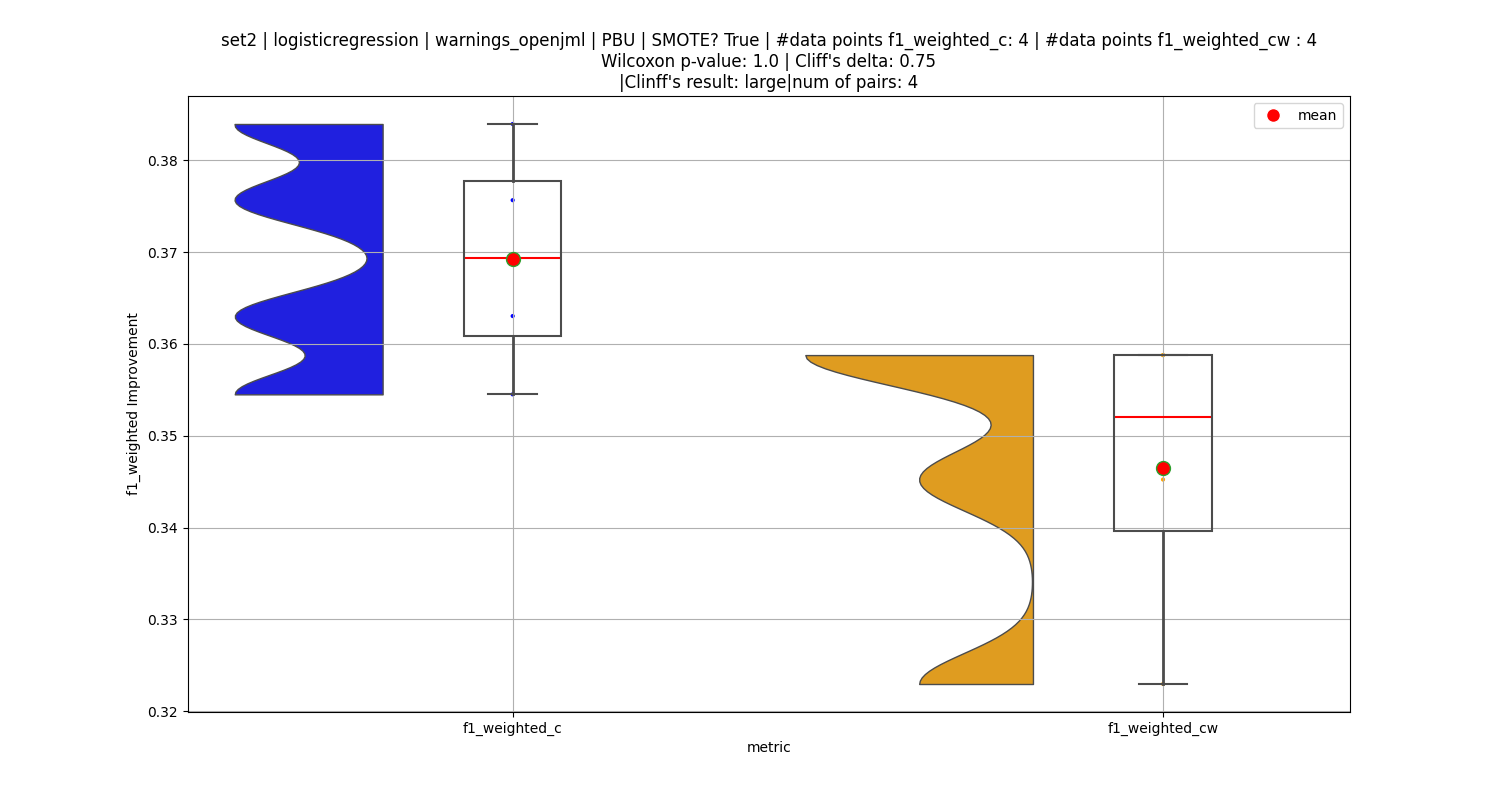 set2 | logisticregression | warnings_openjml | PBU | SMOTE? True | #data points f1_weighted_c: 4 | #data points f1_weighted_cw : 4
Wilcoxon p-value: 1.0 | Cliff's delta: 0.75
|Clinff's result: large|num of pairs: 4
mean
0.38
0.37
0.36
0.35
0.34
0.33
0.32
f1_weighted Improvement
f1_weighted_c
f1_weighted_cw
metric